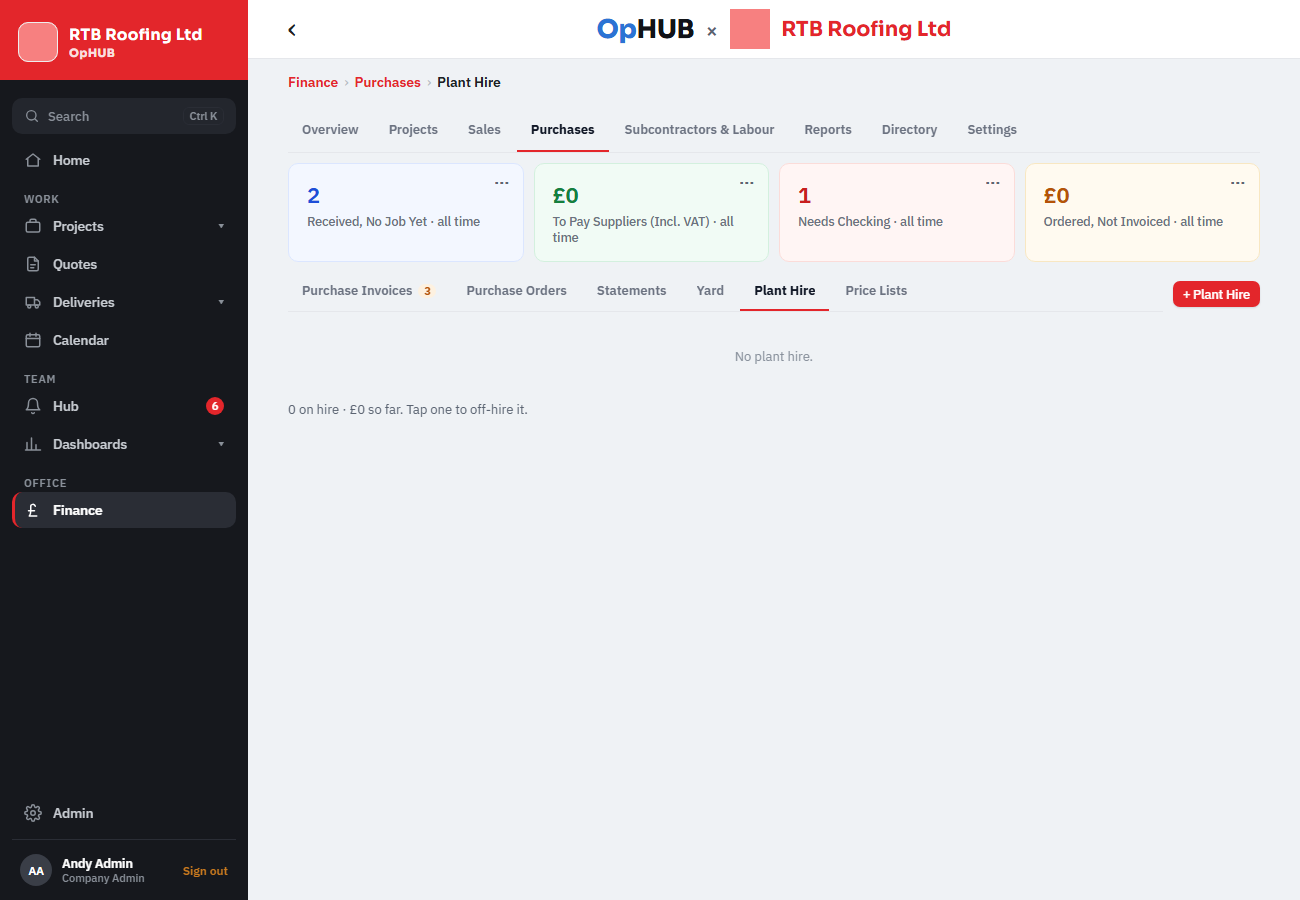 RTB Roofing Ltd
OpHUB
Search Ctrl K
Home
WORK
Projects
Quotes
Deliveries
Calendar
TEAM
Hub 6
Dashboards
OFFICE
Finance
Admin
AA
Andy Admin
Company Admin
Sign out
OpHUB × RTB Roofing Ltd
Finance › Purchases › Plant Hire
Overview Projects Sales Purchases Subcontractors & Labour Reports Directory Settings
2
Received, No Job Yet · all time
£0
To Pay Suppliers (Incl. VAT) · all
time
1
Needs Checking · all time
£0
Ordered, Not Invoiced · all time
Purchase Invoices 3 Purchase Orders Statements Yard Plant Hire Price Lists
+ Plant Hire
No plant hire.
0 on hire · £0 so far. Tap one to off-hire it.